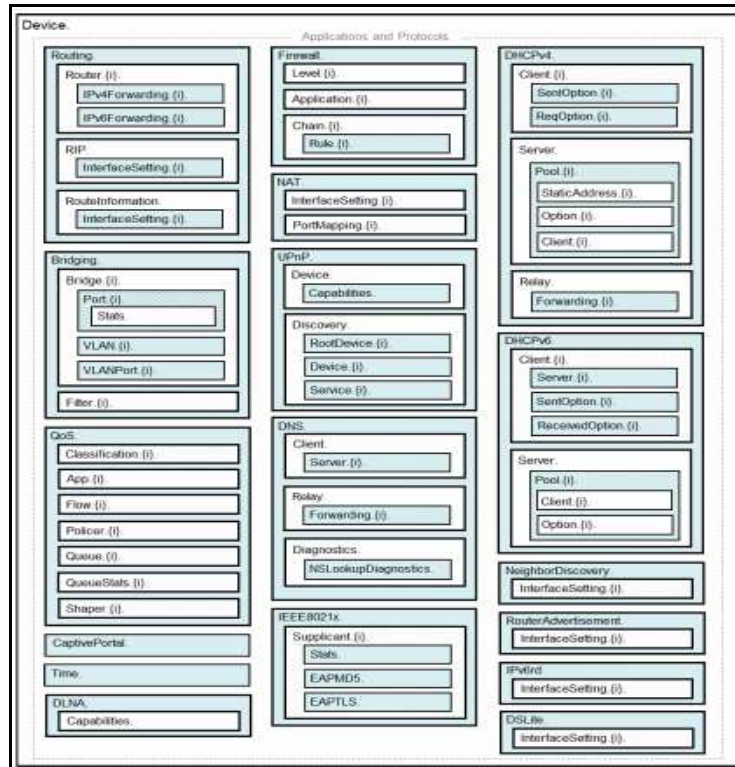 Device.
Applications and Protocols
Routing.
Router.{i}.
IPv4Forwarding.{i}.
IPv6Forwarding.{i}.
RIP.
InterfaceSetting.{i}.
RouteInformation.
InterfaceSetting.{i}.
Bridging.
Bridge.{i}.
Port.{i}.
Stats.
VLAN.{i}.
VLANPort.{i}.
Filter.{i}.
QoS.
Classification.{i}.
App.{i}.
Flow.{i}.
Policer.{i}.
Queue.{i}.
QueueStats.{i}.
Shaper.{i}.
CaptivePortal.
Time.
DLNA.
Capabilities.
Firewall.
Level.{i}.
Application.{i}.
Chain.{i}.
Rule.{i}.
NAT.
InterfaceSetting.{i}.
PortMapping.{i}.
UPnP.
Device.
Capabilities.
Discovery.
RootDevice.{i}.
Device.{i}.
Service.{i}.
DNS.
Client.
Server.{i}.
Relay.
Forwarding.{i}.
Diagnostics.
NSLookupDiagnostics.
IEEE8021x.
Supplicant.{i}.
Stats.
EAPMD5.
EAPTLS.
DHCPv4.
Client.{i}.
SentOption.{i}.
ReqOption.{i}.
Server.
Pool.{i}.
StaticAddress.{i}.
Option.{i}.
Client.{i}.
Relay.
Forwarding.{i}.
DHCPv6.
Client.{i}.
Server.{i}.
SentOption.{i}.
ReceivedOption.{i}.
Server.
Pool.{i}.
Client.{i}.
Option.{i}.
NeighborDiscovery
InterfaceSetting.{i}.
RouterAdvertisement.
InterfaceSetting.{i}.
IPv6rd.
InterfaceSetting.{i}.
DSLite.
InterfaceSetting.{i}.